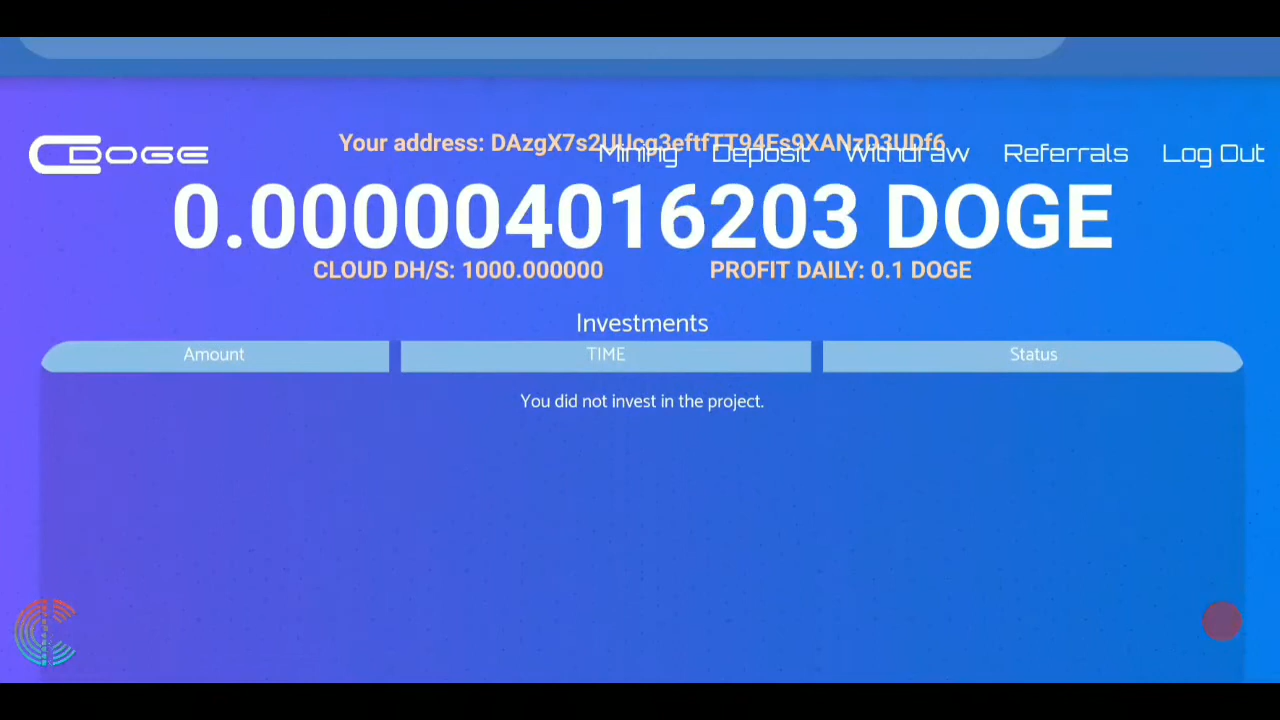 CDOGE
Your address: DAzgX7s2UUcg3eftfTT94Es9XANzD3UDf6
Mining Deposit Withdraw Referrals Log Out
0.000004016203 DOGE
CLOUD DH/S: 1000.000000 PROFIT DAILY: 0.1 DOGE
Investments
Amount TIME Status
You did not invest in the project.